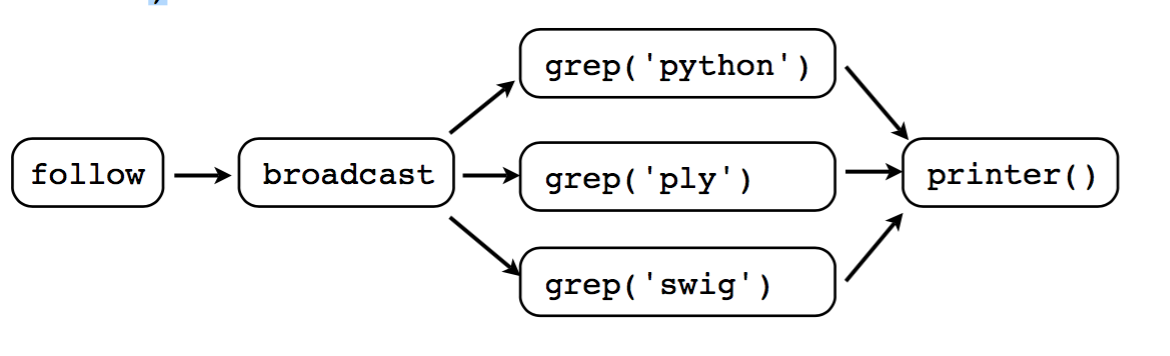 follow
broadcast
grep('python')
grep('ply')
grep('swig')
printer()